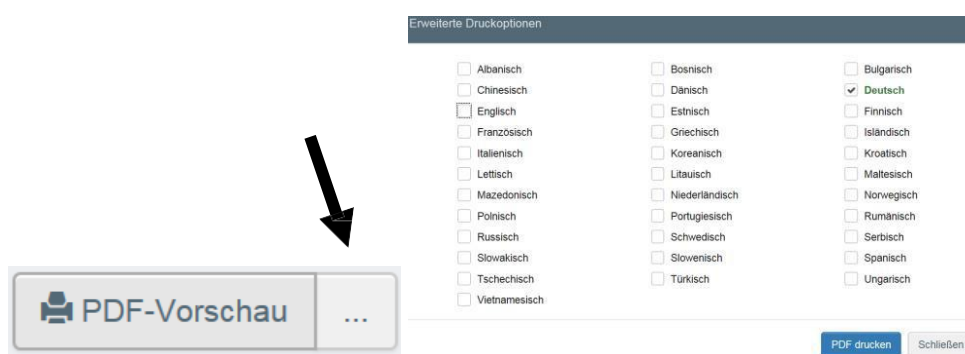 Erweiterte Druckoptionen
Albanisch Bosnisch Bulgarisch
Chinesisch Dänisch Deutsch
Englisch Estnisch Finnisch
Französisch Griechisch Isländisch
Italienisch Koreanisch Kroatisch
Lettisch Litauisch Maltesisch
Mazedonisch Niederländisch Norwegisch
Polnisch Portugiesisch Rumänisch
Russisch Schwedisch Serbisch
Slowakisch Slowenisch Spanisch
Tschechisch Türkisch Ungarisch
Vietnamesisch
PDF-Vorschau ...
PDF drucken Schließen